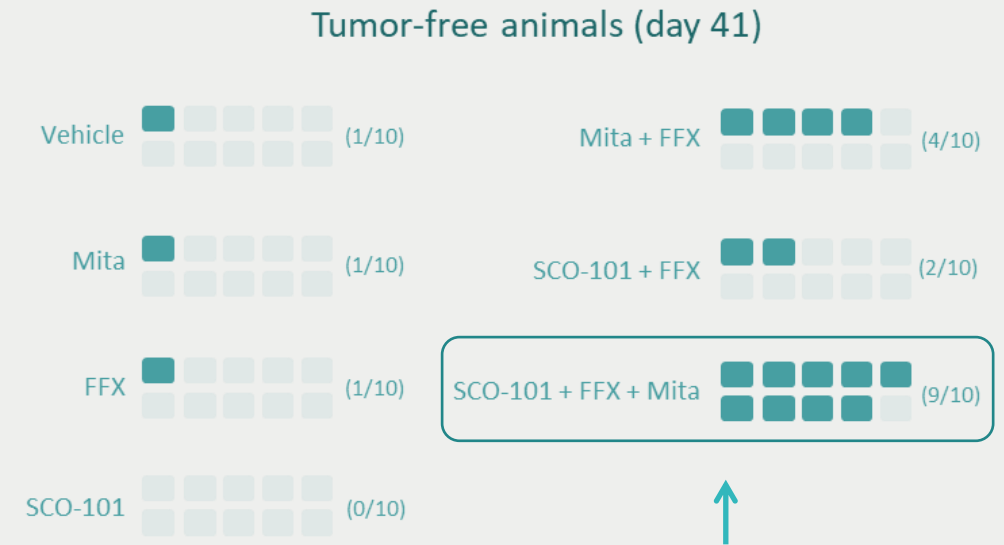 Tumor-free animals (day 41)
Vehicle (1/10)
Mita (1/10)
FFX (1/10)
SCO-101 (0/10)
Mita + FFX (4/10)
SCO-101 + FFX (2/10)
SCO-101 + FFX + Mita (9/10)